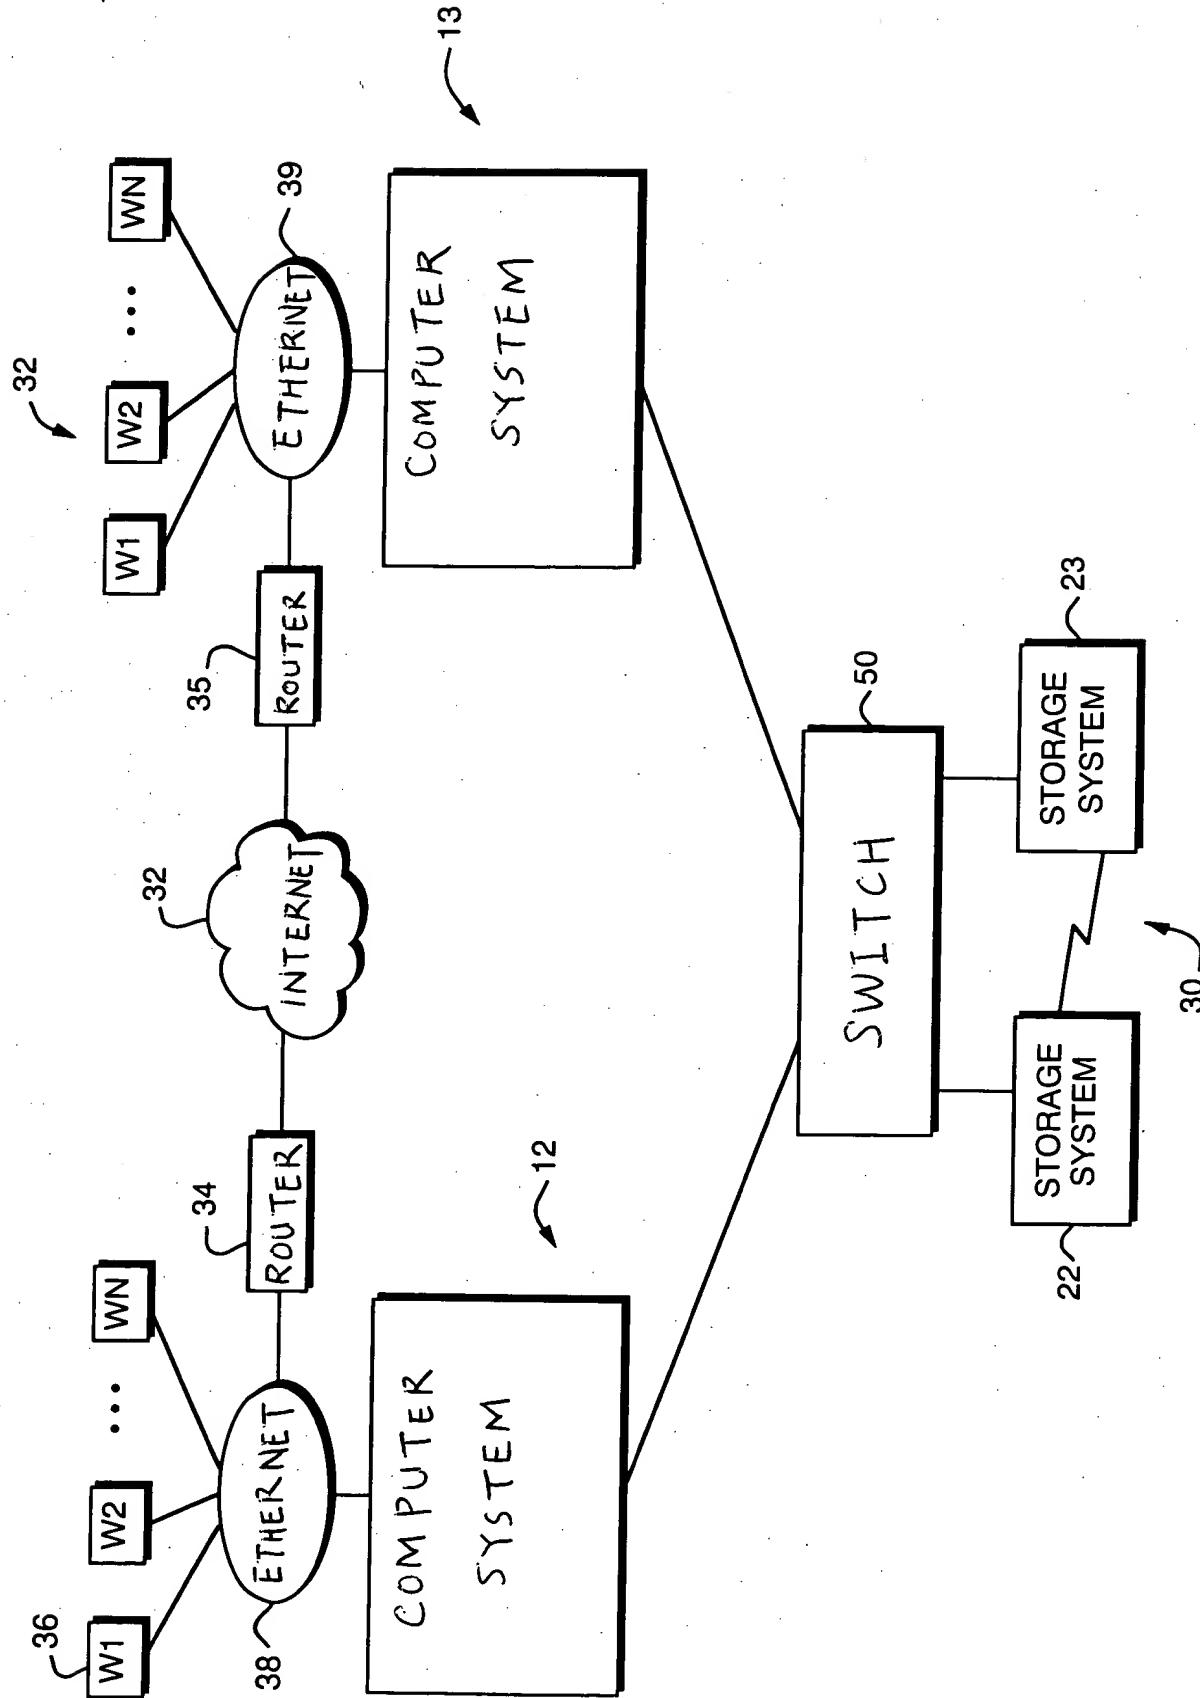 32
13
36
W1
W2
...
WN
W1
W2
...
WN
38
ETHERNET
34
ROUTER
32
INTERNET
35
ROUTER
ETHERNET
39
COMPUTER
SYSTEM
12
COMPUTER
SYSTEM
SWITCH
50
22
STORAGE
SYSTEM
STORAGE
SYSTEM
23
30